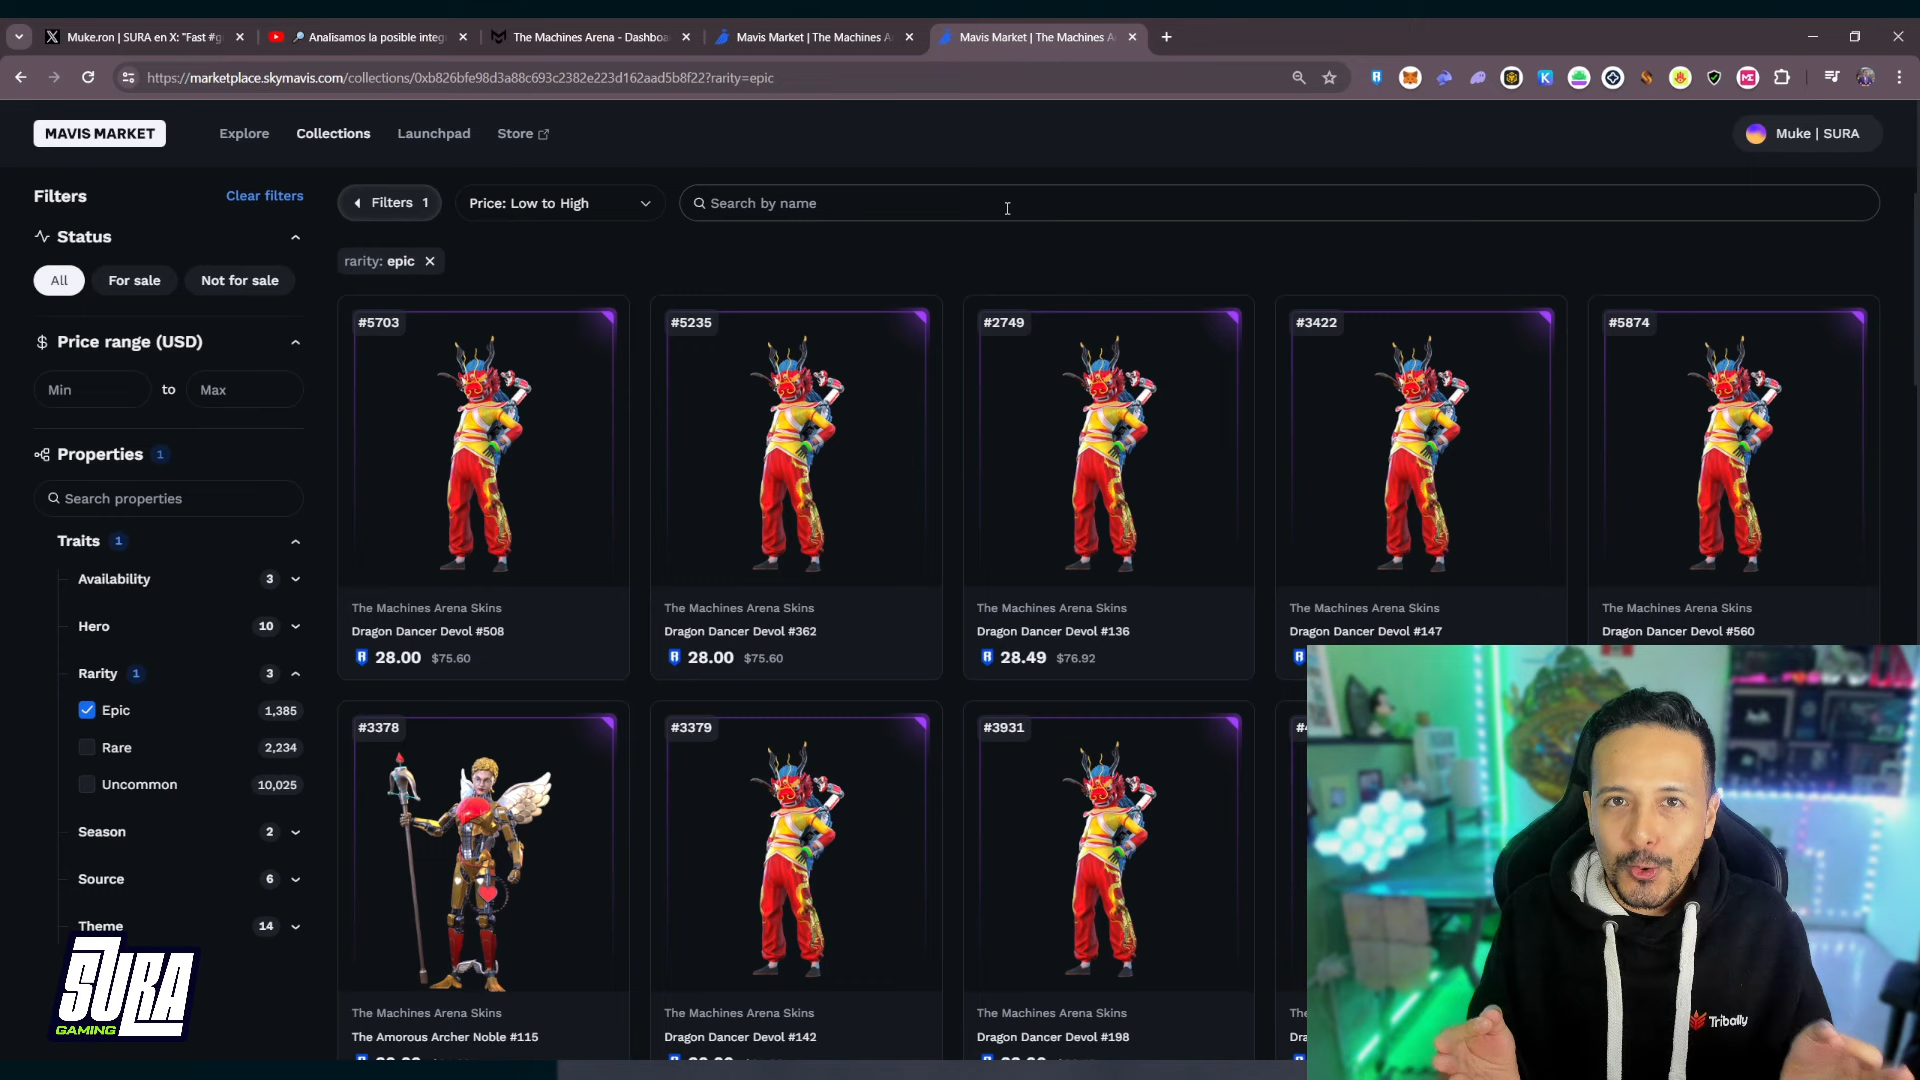 Muke.ron | SURA en X: "Fast #g
Analisamos la posible integ
The Machines Arena - Dashboa
Mavis Market | The Machines A
Mavis Market | The Machines A
https://marketplace.skymavis.com/collections/0xb826bfe98d3a88c693c2382e223d162aad5b8f22?rarity=epic
MAVIS MARKET
Explore
Collections
Launchpad
Store
Muke | SURA
Filters
Clear filters
Filters 1
Price: Low to High
Search by name
Status
rarity: epic
All
For sale
Not for sale
Price range (USD)
Min
to
Max
Properties 1
Search properties
Traits 1
Availability 3
Hero 10
Rarity 1 3
Epic 1,385
Rare 2,234
Uncommon 10,025
Season 2
Source 6
Theme 14
#5703
The Machines Arena Skins
Dragon Dancer Devol #508
28.00 $75.60
#5235
The Machines Arena Skins
Dragon Dancer Devol #362
28.00 $75.60
#2749
The Machines Arena Skins
Dragon Dancer Devol #136
28.49 $76.92
#3422
The Machines Arena Skins
Dragon Dancer Devol #147
#5874
The Machines Arena Skins
Dragon Dancer Devol #560
#3378
The Machines Arena Skins
The Amorous Archer Noble #115
#3379
The Machines Arena Skins
Dragon Dancer Devol #142
#3931
The Machines Arena Skins
Dragon Dancer Devol #198
SURA
GAMING
Tribally